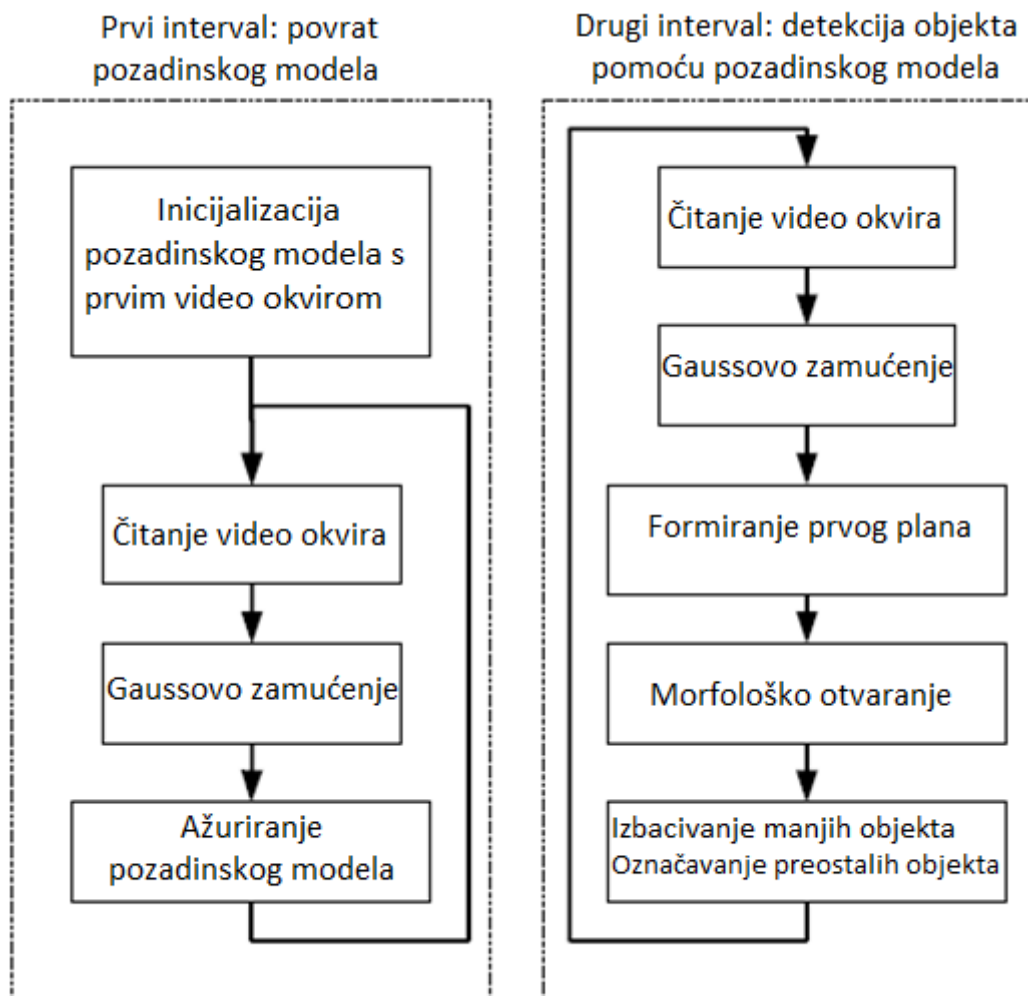 Prvi interval: povrat
pozadinskog modela
Inicijalizacija
pozadinskog modela s
prvim video okvirom
Čitanje video okvira
Gaussovo zamućenje
Ažuriranje
pozadinskog modela
Drugi interval: detekcija objekta
pomoću pozadinskog modela
Čitanje video okvira
Gaussovo zamućenje
Formiranje prvog plana
Morfološko otvaranje
Izbacivanje manjih objekta
Označavanje preostalih objekta